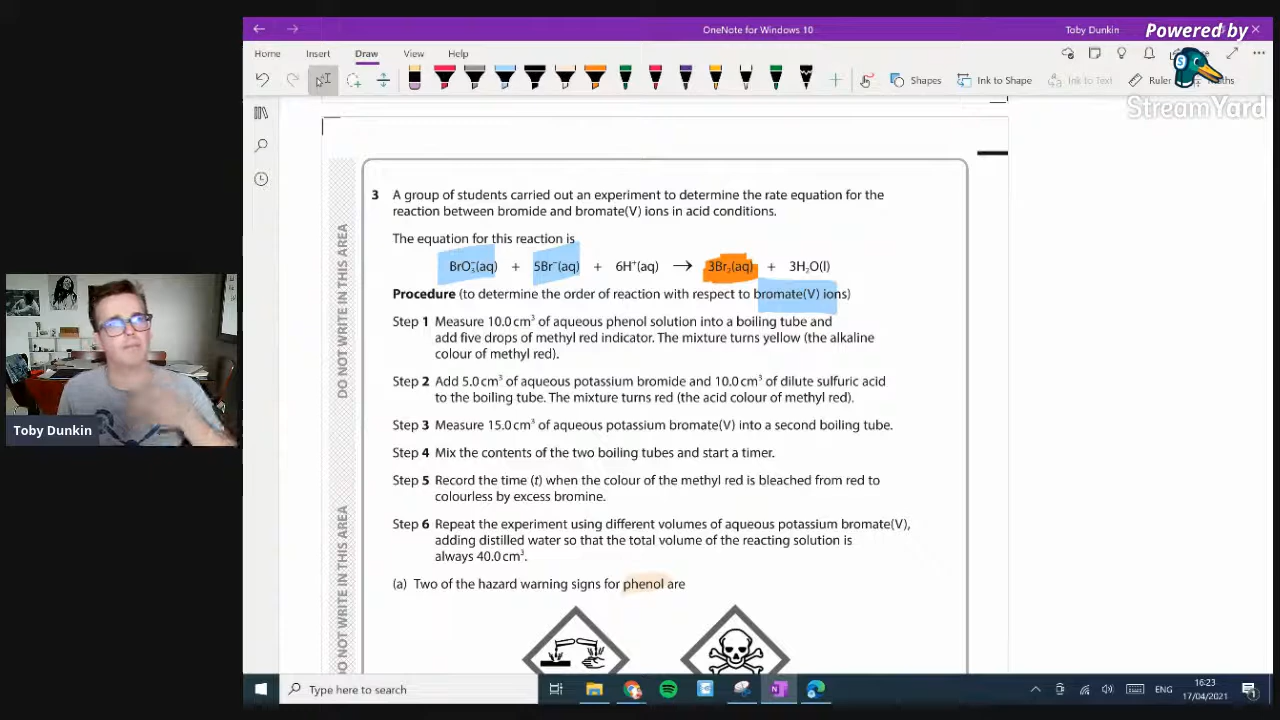 OneNote for Windows 10
Toby Dunkin
Powered by
StreamYard
Home Insert Draw View Help
Shapes Ink to Shape Ink to Text Ruler Maths
3 A group of students carried out an experiment to determine the rate equation for the
reaction between bromide and bromate(V) ions in acid conditions.
The equation for this reaction is
BrO₃⁻(aq) + 5Br⁻(aq) + 6H⁺(aq) → 3Br₂(aq) + 3H₂O(l)
Procedure (to determine the order of reaction with respect to bromate(V) ions)
Step 1 Measure 10.0 cm³ of aqueous phenol solution into a boiling tube and
add five drops of methyl red indicator. The mixture turns yellow (the alkaline
colour of methyl red).
Step 2 Add 5.0 cm³ of aqueous potassium bromide and 10.0 cm³ of dilute sulfuric acid
to the boiling tube. The mixture turns red (the acid colour of methyl red).
Step 3 Measure 15.0 cm³ of aqueous potassium bromate(V) into a second boiling tube.
Step 4 Mix the contents of the two boiling tubes and start a timer.
Step 5 Record the time (t) when the colour of the methyl red is bleached from red to
colourless by excess bromine.
Step 6 Repeat the experiment using different volumes of aqueous potassium bromate(V),
adding distilled water so that the total volume of the reacting solution is
always 40.0 cm³.
(a) Two of the hazard warning signs for phenol are
DO NOT WRITE IN THIS AREA
DO NOT WRITE IN THIS AREA
Toby Dunkin
Type here to search
ENG
16:23
17/04/2021